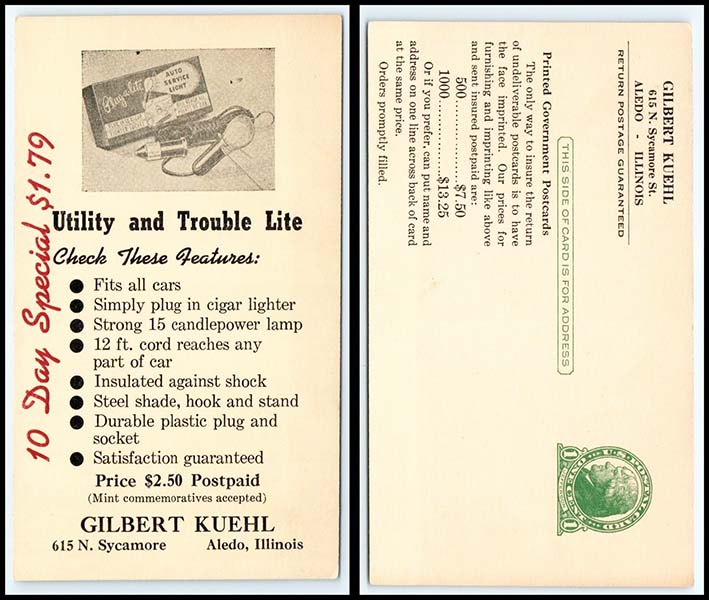 Plug-a-lite
AUTO
SERVICE
LIGHT
10 Day Special $1.79
Utility and Trouble Lite
Check These Features:
● Fits all cars
● Simply plug in cigar lighter
● Strong 15 candlepower lamp
● 12 ft. cord reaches any
part of car
● Insulated against shock
● Steel shade, hook and stand
● Durable plastic plug and
socket
● Satisfaction guaranteed
Price $2.50 Postpaid
(Mint commemoratives accepted)
GILBERT KUEHL
615 N. Sycamore Aledo, Illinois
GILBERT KUEHL
615 N. Sycamore St.
ALEDO - ILLINOIS
RETURN POSTAGE GUARANTEED
THIS SIDE OF CARD IS FOR ADDRESS
Printed Government Postcards
The only way to insure the return
of undeliverable postcards is to have
the face imprinted. Our prices for
furnishing and imprinting like above
and sent insured postpaid are:
500..............$7.50
1000..............$13.25
Or if you prefer, can put name and
address on one line across back of card
at the same price.
Orders promptly filled.
U.S. POSTAL CARD
1 JEFFERSON 1